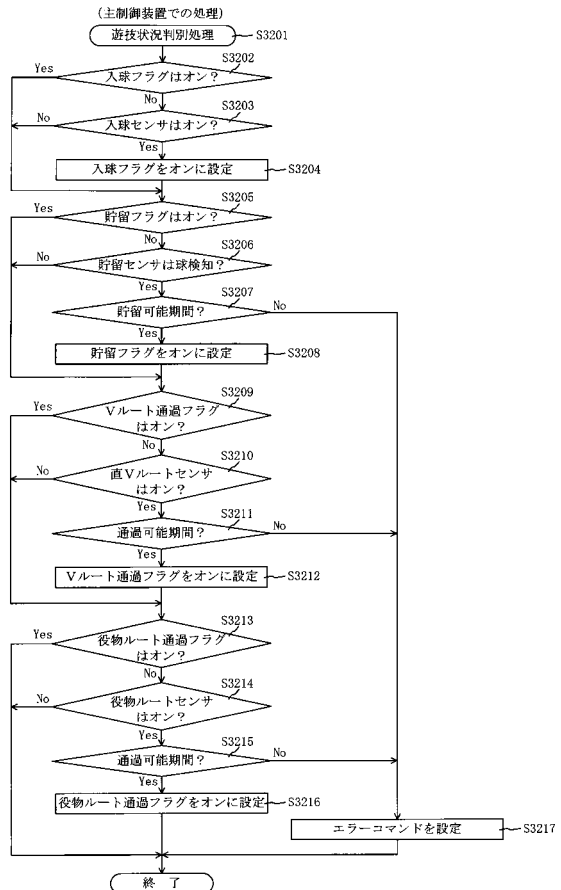 (主制御装置での処理)
遊技状況判別処理
S3201
S3202
Yes
入球フラグはオン？
No
S3203
No
入球センサはオン？
Yes
入球フラグをオンに設定
S3204
S3205
Yes
貯留フラグはオン？
No
S3206
No
貯留センサは球検知？
Yes
S3207
No
貯留可能期間？
Yes
貯留フラグをオンに設定
S3208
S3209
Yes
Vルート通過フラグ
はオン？
No
S3210
No
直Vルートセンサ
はオン？
Yes
S3211
No
通過可能期間？
Yes
Vルート通過フラグをオンに設定
S3212
S3213
Yes
役物ルート通過フラグ
はオン？
No
S3214
No
役物ルートセンサ
はオン？
Yes
S3215
No
通過可能期間？
Yes
役物ルート通過フラグをオンに設定
S3216
エラーコマンドを設定
S3217
終了